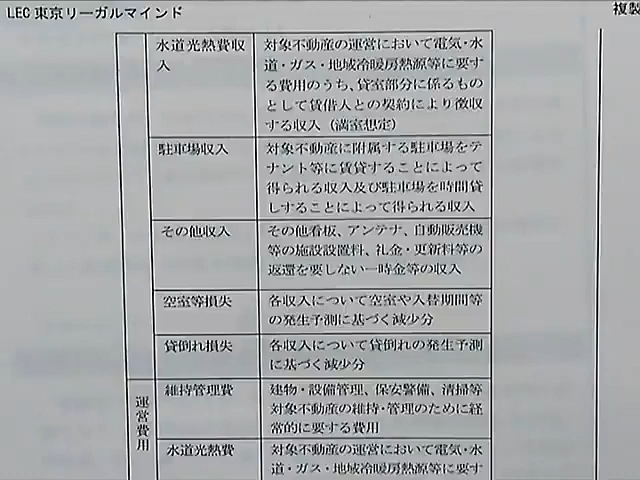 LEC 東京リーガルマインド
複製
水道光熱費収
入
対象不動産の運営において電気・水
道・ガス・地域冷暖房熱源等に要す
る費用のうち、貸室部分に係るもの
として賃借人との契約により徴収
する収入（満室想定）
駐車場収入
対象不動産に附属する駐車場をテ
ナント等に賃貸することによって
得られる収入及び駐車場を時間貸
しすることによって得られる収入
その他収入
その他看板、アンテナ、自動販売機
等の施設設置料、礼金・更新料等の
返還を要しない一時金等の収入
空室等損失
各収入について空室や入替期間等
の発生予測に基づく減少分
貸倒れ損失
各収入について貸倒れの発生予測
に基づく減少分
運営費用
維持管理費
建物・設備管理、保安警備、清掃等
対象不動産の維持・管理のために経
常的に要する費用
水道光熱費
対象不動産の運営において電気・水
道・ガス・地域冷暖房熱源等に要す